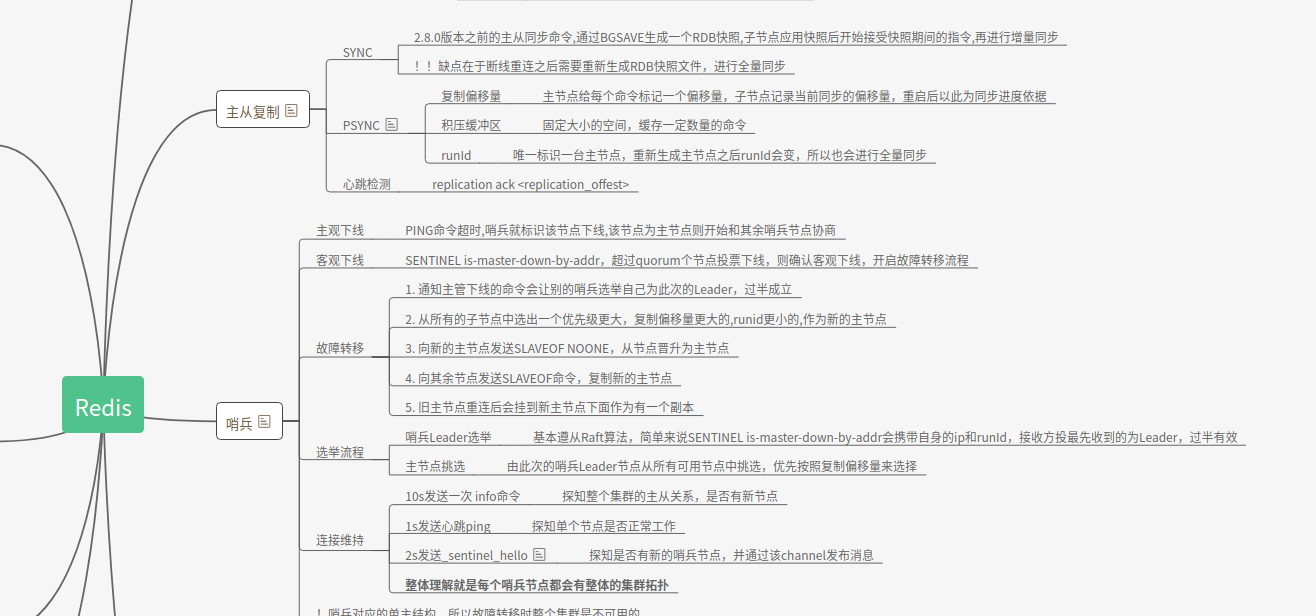 2.8.0版本之前的主从同步命令,通过BGSAVE生成一个RDB快照,子节点应用快照后开始接受快照期间的指令,再进行增量同步
SYNC
！！缺点在于断线重连之后需要重新生成RDB快照文件，进行全量同步
主从复制
复制偏移量 主节点给每个命令标记一个偏移量，子节点记录当前同步的偏移量，重启后以此为同步进度依据
PSYNC 积压缓冲区 固定大小的空间，缓存一定数量的命令
runId 唯一标识一台主节点，重新生成主节点之后runId会变，所以也会进行全量同步
心跳检测 replication ack <replication_offest>
主观下线 PING命令超时,哨兵就标识该节点下线,该节点为主节点则开始和其余哨兵节点协商
客观下线 SENTINEL is-master-down-by-addr，超过quorum个节点投票下线，则确认客观下线，开启故障转移流程
1. 通知主管下线的命令会让别的哨兵选举自己为此次的Leader，过半成立
2. 从所有的子节点中选出一个优先级更大，复制偏移量更大的,runid更小的,作为新的主节点
故障转移 3. 向新的主节点发送SLAVEOF NOONE，从节点晋升为主节点
4. 向其余节点发送SLAVEOF命令，复制新的主节点
5. 旧主节点重连后会挂到新主节点下面作为有一个副本
Redis
哨兵
哨兵Leader选举 基本遵从Raft算法，简单来说SENTINEL is-master-down-by-addr会携带自身的ip和runId，接收方投最先收到的为Leader，过半有效
选举流程
主节点挑选 由此次的哨兵Leader节点从所有可用节点中挑选，优先按照复制偏移量来选择
10s发送一次 info命令 探知整个集群的主从关系，是否有新节点
1s发送心跳ping 探知单个节点是否正常工作
连接维持
2s发送_sentinel_hello 探知是否有新的哨兵节点，并通过该channel发布消息
整体理解就是每个哨兵节点都会有整体的集群拓扑
！哨兵对应的单主结构，所以故障转移时整个集群是不可用的